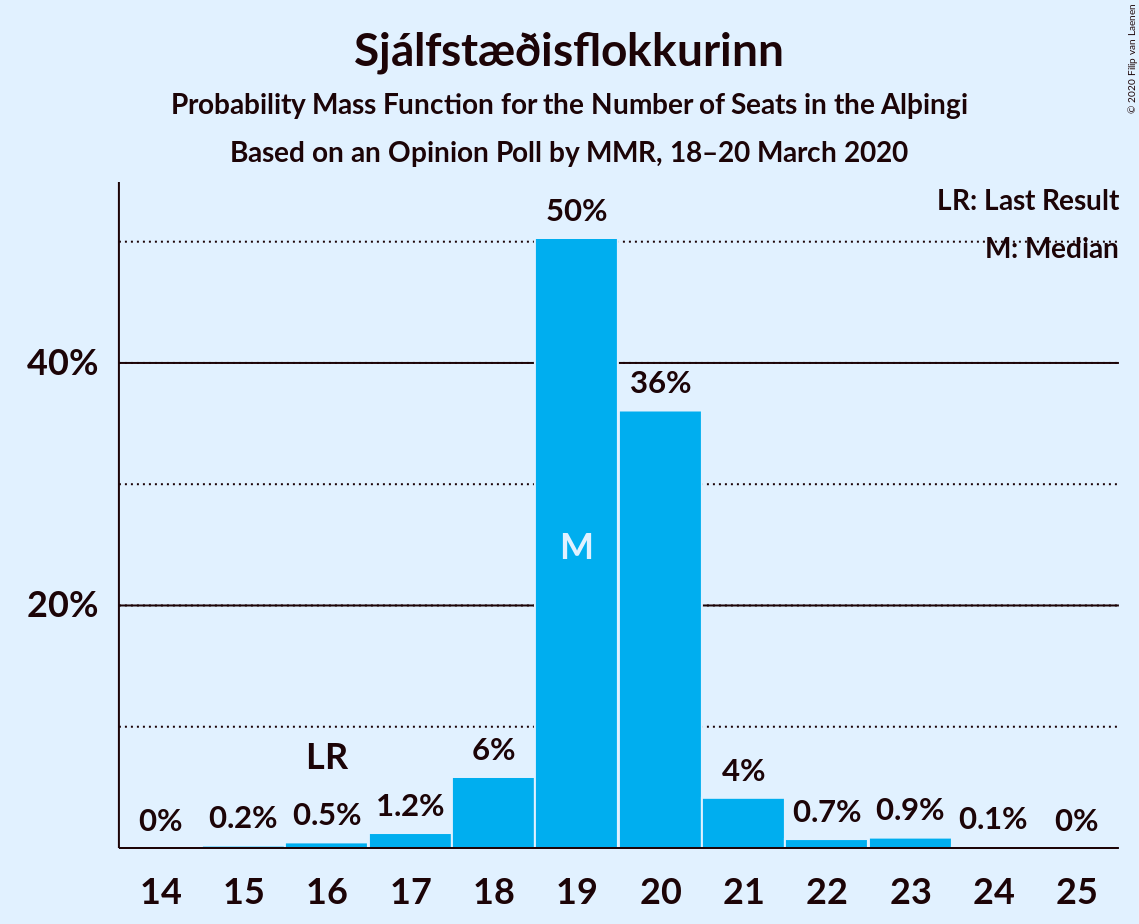 Sjálfstæðisflokkurinn
Probability Mass Function for the Number of Seats in the Alþingi
Based on an Opinion Poll by MMR, 18–20 March 2020
© 2020 Filip van Laenen
LR: Last Result
M: Median
50%
40%
36%
20%
M
LR
0%
0.2%
0.5%
1.2%
6%
4%
0.7%
0.9%
0.1%
0%
14 15 16 17 18 19 20 21 22 23 24 25